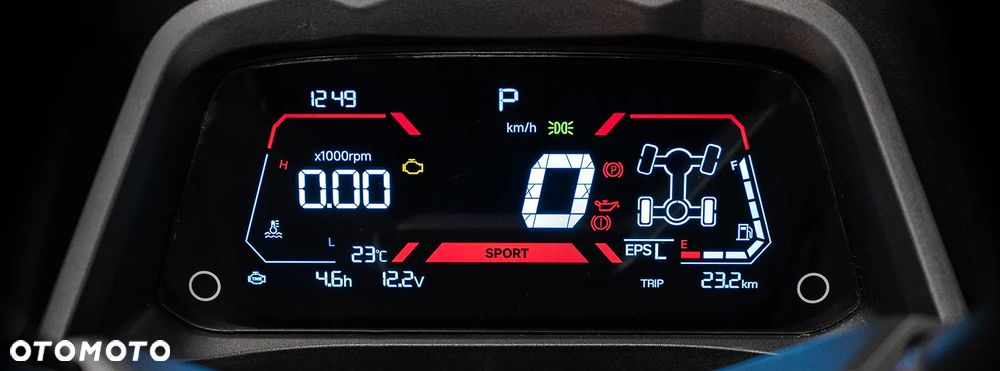 12:49
P
km/h
H
x1000rpm
0.00
0
P
F
L
23°C
SPORT
EPS L
E
4.6h
12.2V
TRIP
23.2km
OTOMOTO